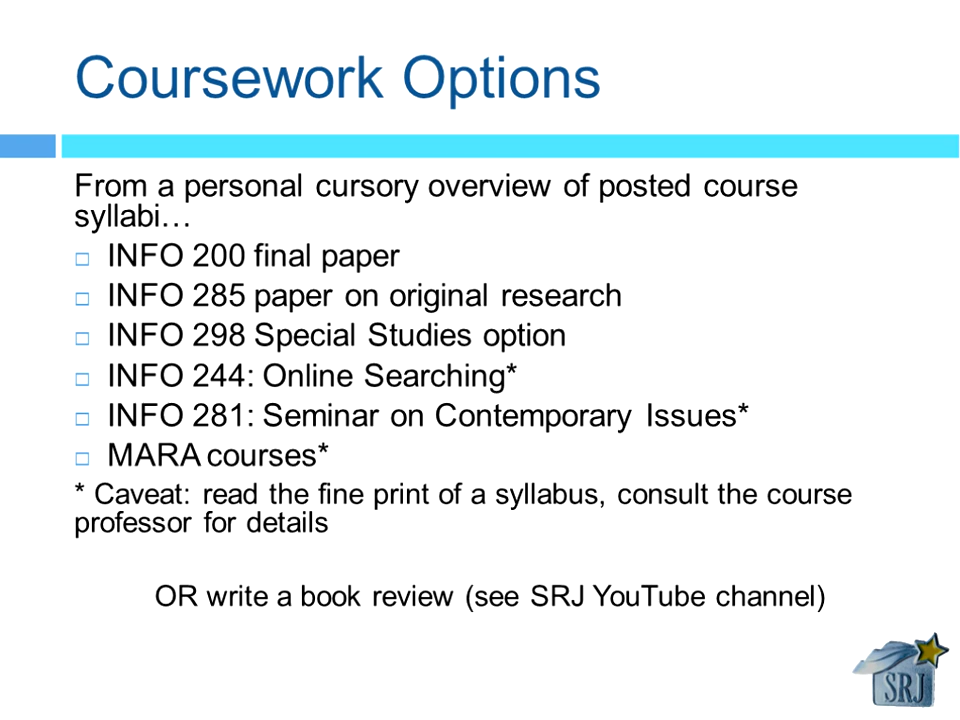 Coursework Options
From a personal cursory overview of posted course
syllabi…
INFO 200 final paper
INFO 285 paper on original research
INFO 298 Special Studies option
INFO 244: Online Searching*
INFO 281: Seminar on Contemporary Issues*
MARA courses*
* Caveat: read the fine print of a syllabus, consult the course
professor for details
OR write a book review (see SRJ YouTube channel)
SRJ